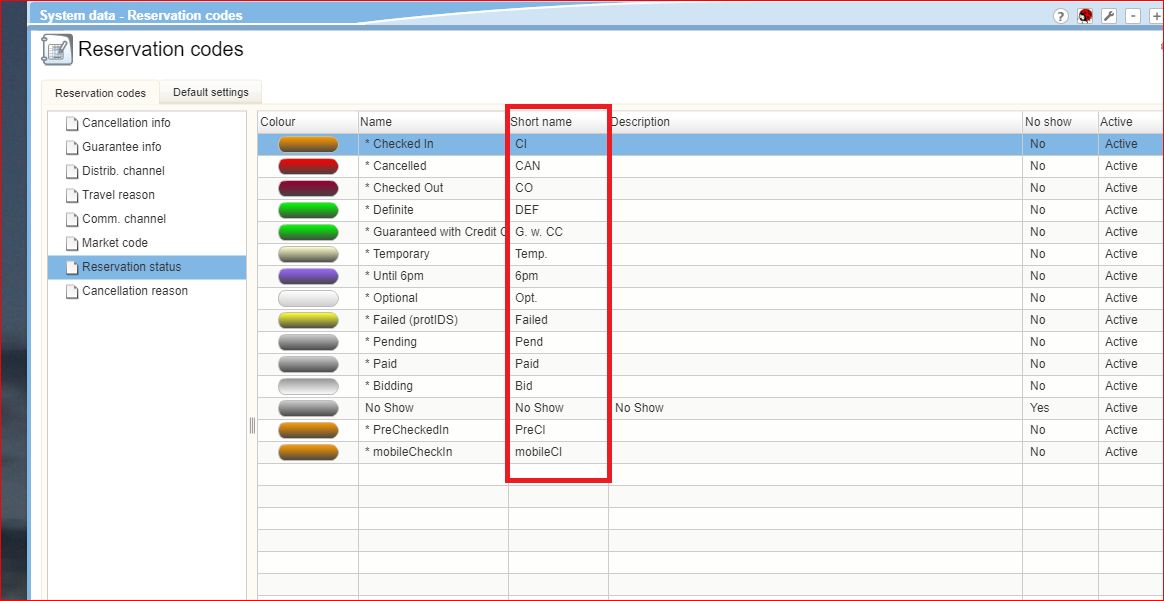 System data - Reservation codes
? - +
Reservation codes
Reservation codes Default settings
Cancellation info
Guarantee info
Distrib. channel
Travel reason
Comm. channel
Market code
Reservation status
Cancellation reason
Colour Name Short name Description No show Active
* Checked In CI No Active
* Cancelled CAN No Active
* Checked Out CO No Active
* Definite DEF No Active
* Guaranteed with Credit G. w. CC No Active
* Temporary Temp. No Active
* Until 6pm 6pm No Active
* Optional Opt. No Active
* Failed (protIDS) Failed No Active
* Pending Pend No Active
* Paid Paid No Active
* Bidding Bid No Active
No Show No Show No Show Yes Active
* PreCheckedIn PreCI No Active
* mobileCheckIn mobileCI No Active